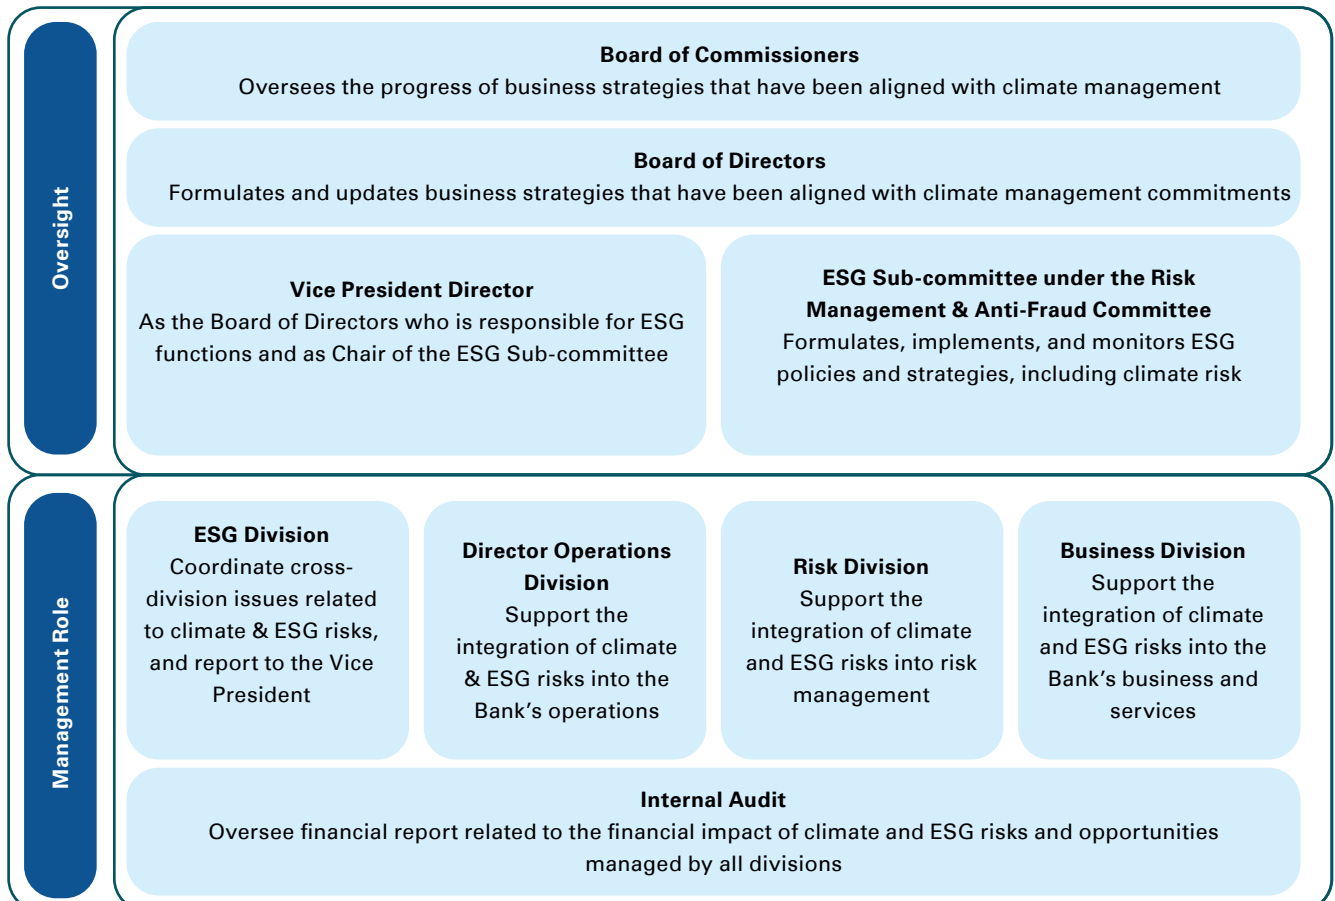 Oversight
Board of Commissioners
Oversees the progress of business strategies that have been aligned with climate management
Board of Directors
Formulates and updates business strategies that have been aligned with climate management commitments
Vice President Director
As the Board of Directors who is responsible for ESG
functions and as Chair of the ESG Sub-committee
ESG Sub-committee under the Risk
Management & Anti-Fraud Committee
Formulates, implements, and monitors ESG
policies and strategies, including climate risk
Management Role
ESG Division
Coordinate cross-
division issues related
to climate & ESG risks,
and report to the Vice
President
Director Operations
Division
Support the
integration of climate
& ESG risks into the
Bank’s operations
Risk Division
Support the
integration of climate
and ESG risks into risk
management
Business Division
Support the
integration of climate
and ESG risks into the
Bank’s business and
services
Internal Audit
Oversee financial report related to the financial impact of climate and ESG risks and opportunities
managed by all divisions